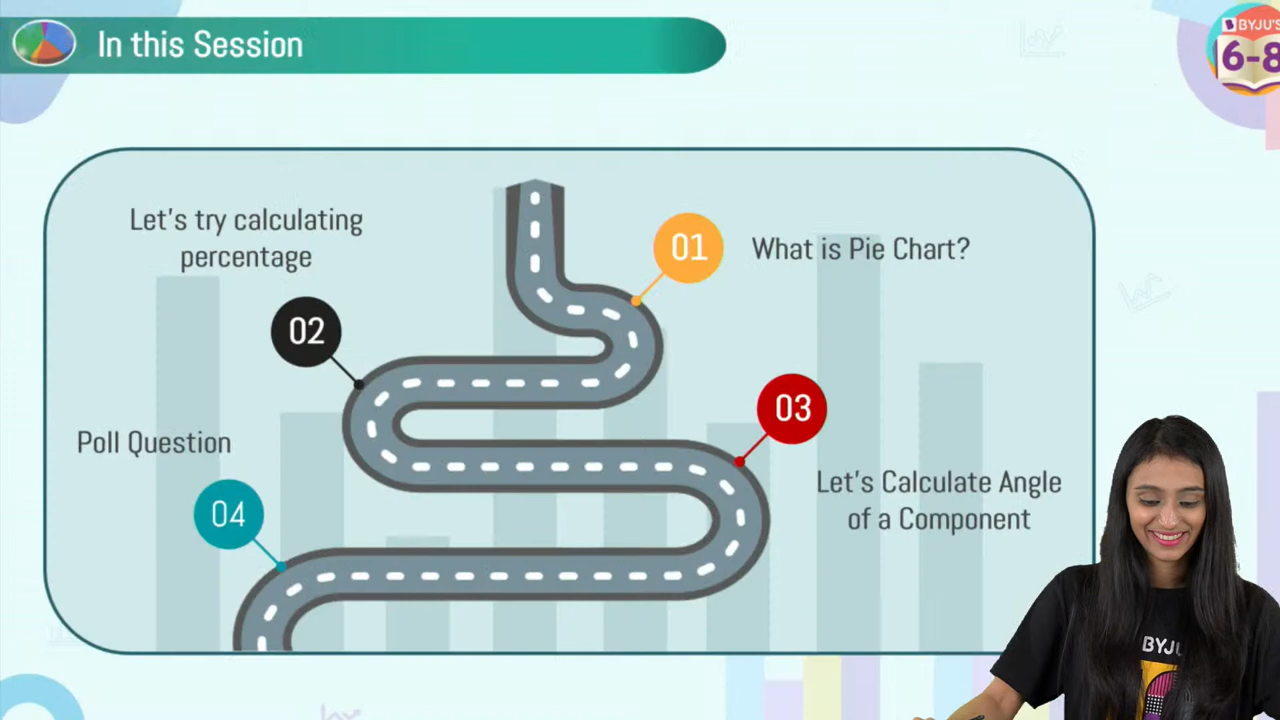 In this Session
BYJU'S
6-8
Let's try calculating
percentage
01
What is Pie Chart?
02
03
Poll Question
Let's Calculate Angle
of a Component
04